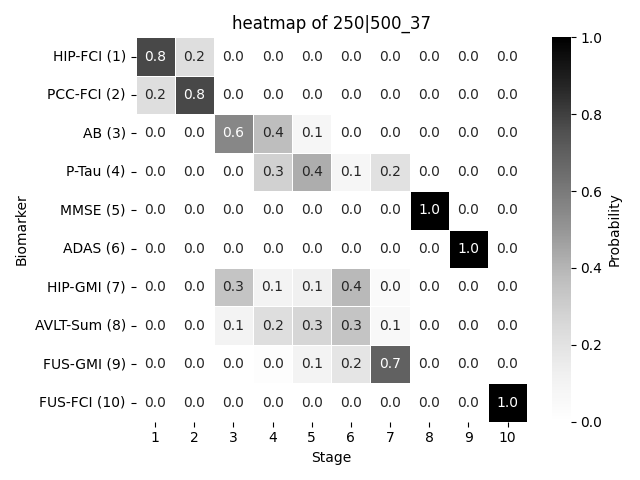 heatmap of 250|500_37
HIP-FCI (1) 0.8 0.2 0.0 0.0 0.0 0.0 0.0 0.0 0.0 0.0
PCC-FCI (2) 0.2 0.8 0.0 0.0 0.0 0.0 0.0 0.0 0.0 0.0
AB (3) 0.0 0.0 0.6 0.4 0.1 0.0 0.0 0.0 0.0 0.0
P-Tau (4) 0.0 0.0 0.0 0.3 0.4 0.1 0.2 0.0 0.0 0.0
MMSE (5) 0.0 0.0 0.0 0.0 0.0 0.0 0.0 1.0 0.0 0.0
ADAS (6) 0.0 0.0 0.0 0.0 0.0 0.0 0.0 0.0 1.0 0.0
HIP-GMI (7) 0.0 0.0 0.3 0.1 0.1 0.4 0.0 0.0 0.0 0.0
AVLT-Sum (8) 0.0 0.0 0.1 0.2 0.3 0.3 0.1 0.0 0.0 0.0
FUS-GMI (9) 0.0 0.0 0.0 0.0 0.1 0.2 0.7 0.0 0.0 0.0
FUS-FCI (10) 0.0 0.0 0.0 0.0 0.0 0.0 0.0 0.0 0.0 1.0
1 2 3 4 5 6 7 8 9 10
Stage
Biomarker
1.0
0.8
0.6
0.4
0.2
0.0
Probability